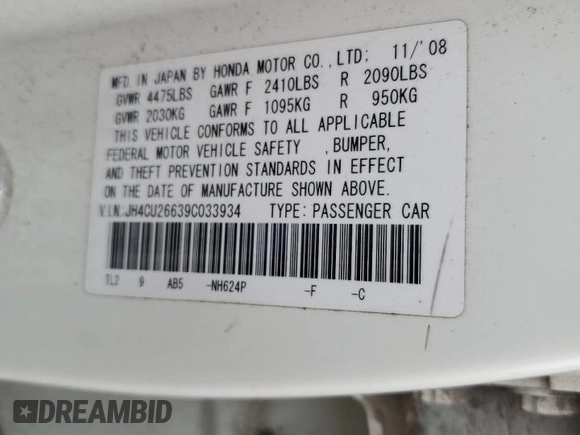 MFD IN JAPAN BY HONDA MOTOR CO.,LTD; 11/'08
GVWR 4475LBS GAWR F 2410LBS R 2090LBS
GVWR 2030KG GAWR F 1095KG R 950KG
THIS VEHICLE CONFORMS TO ALL APPLICABLE
FEDERAL MOTOR VEHICLE SAFETY ,BUMPER,
AND THEFT PREVENTION STANDARDS IN EFFECT
ON THE DATE OF MANUFACTURE SHOWN ABOVE.
V.I.N.:JH4CU26639C033934 TYPE:PASSENGER CAR
TL2 9 AB5 -NH624P -F -C
DREAMBID